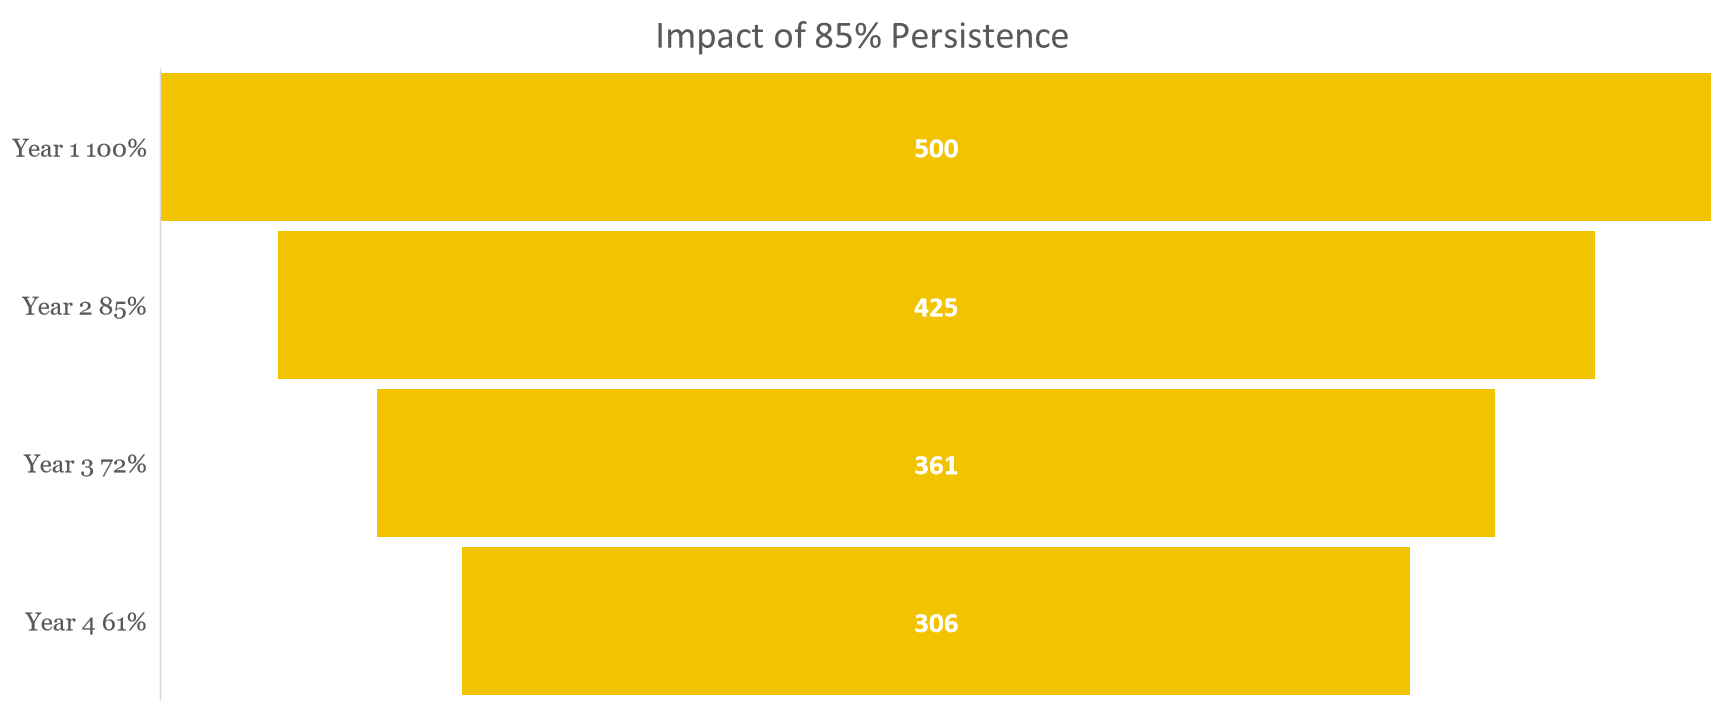 Impact of 85% Persistence
Year 1 100%
500
Year 2 85%
425
Year 3 72%
361
Year 4 61%
306